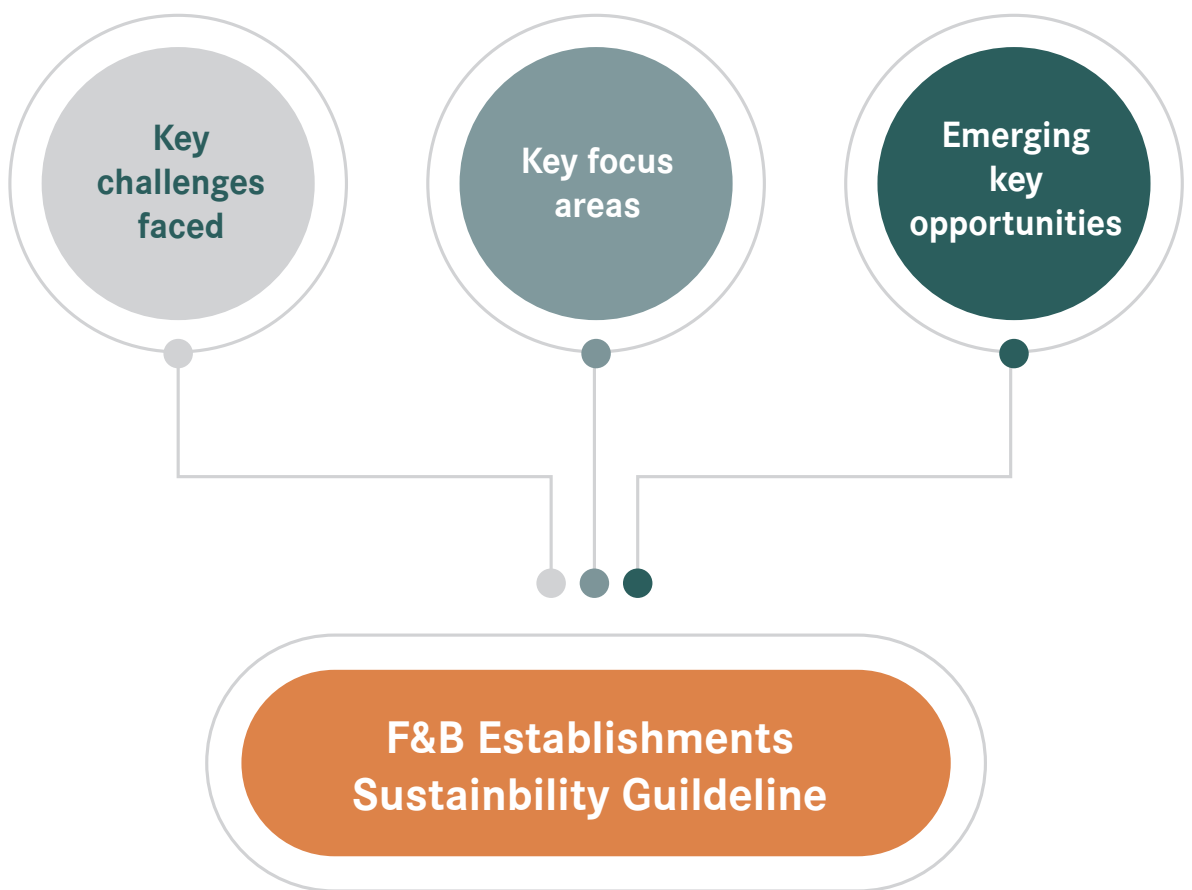 Key
challenges
faced
Key focus
areas
Emerging
key
opportunities
F&B Establishments
Sustainbility Guildeline